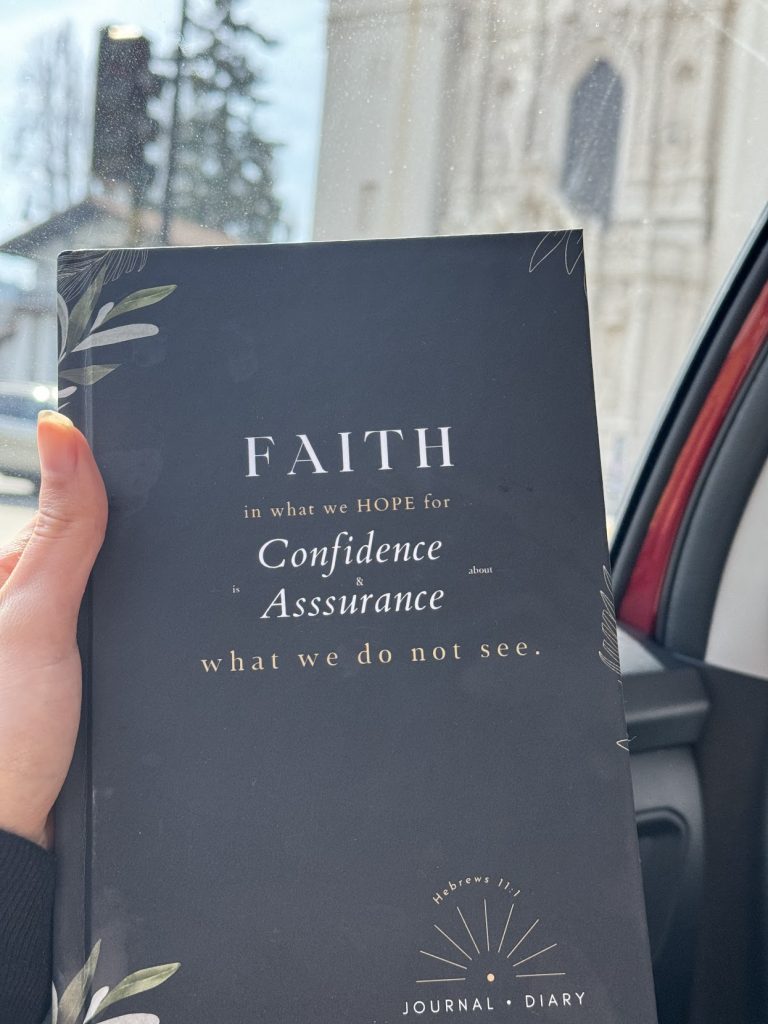 FAITH
in what we HOPE for
Confidence
is & about
Asssurance
what we do not see.
Hebrews 11:1
JOURNAL • DIARY